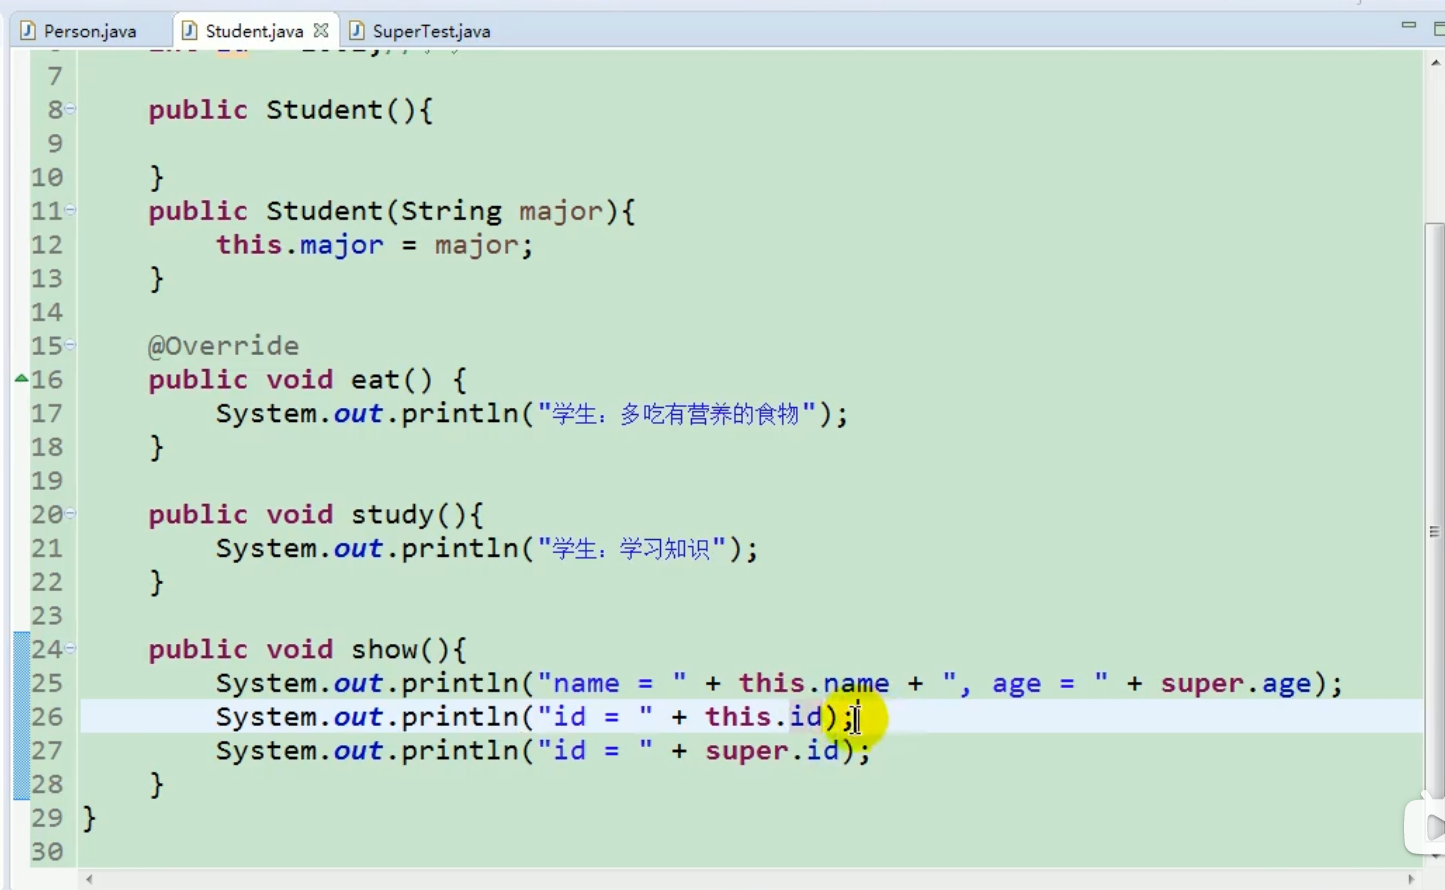 Person.java Student.java SuperTest.java
7
8 public Student(){
9
10 }
11 public Student(String major){
12 this.major = major;
13 }
14
15 @Override
16 public void eat() {
17 System.out.println("学生：多吃有营养的食物");
18 }
19
20 public void study(){
21 System.out.println("学生：学习知识");
22 }
23
24 public void show(){
25 System.out.println("name = " + this.name + ", age = " + super.age);
26 System.out.println("id = " + this.id);
27 System.out.println("id = " + super.id);
28 }
29 }
30